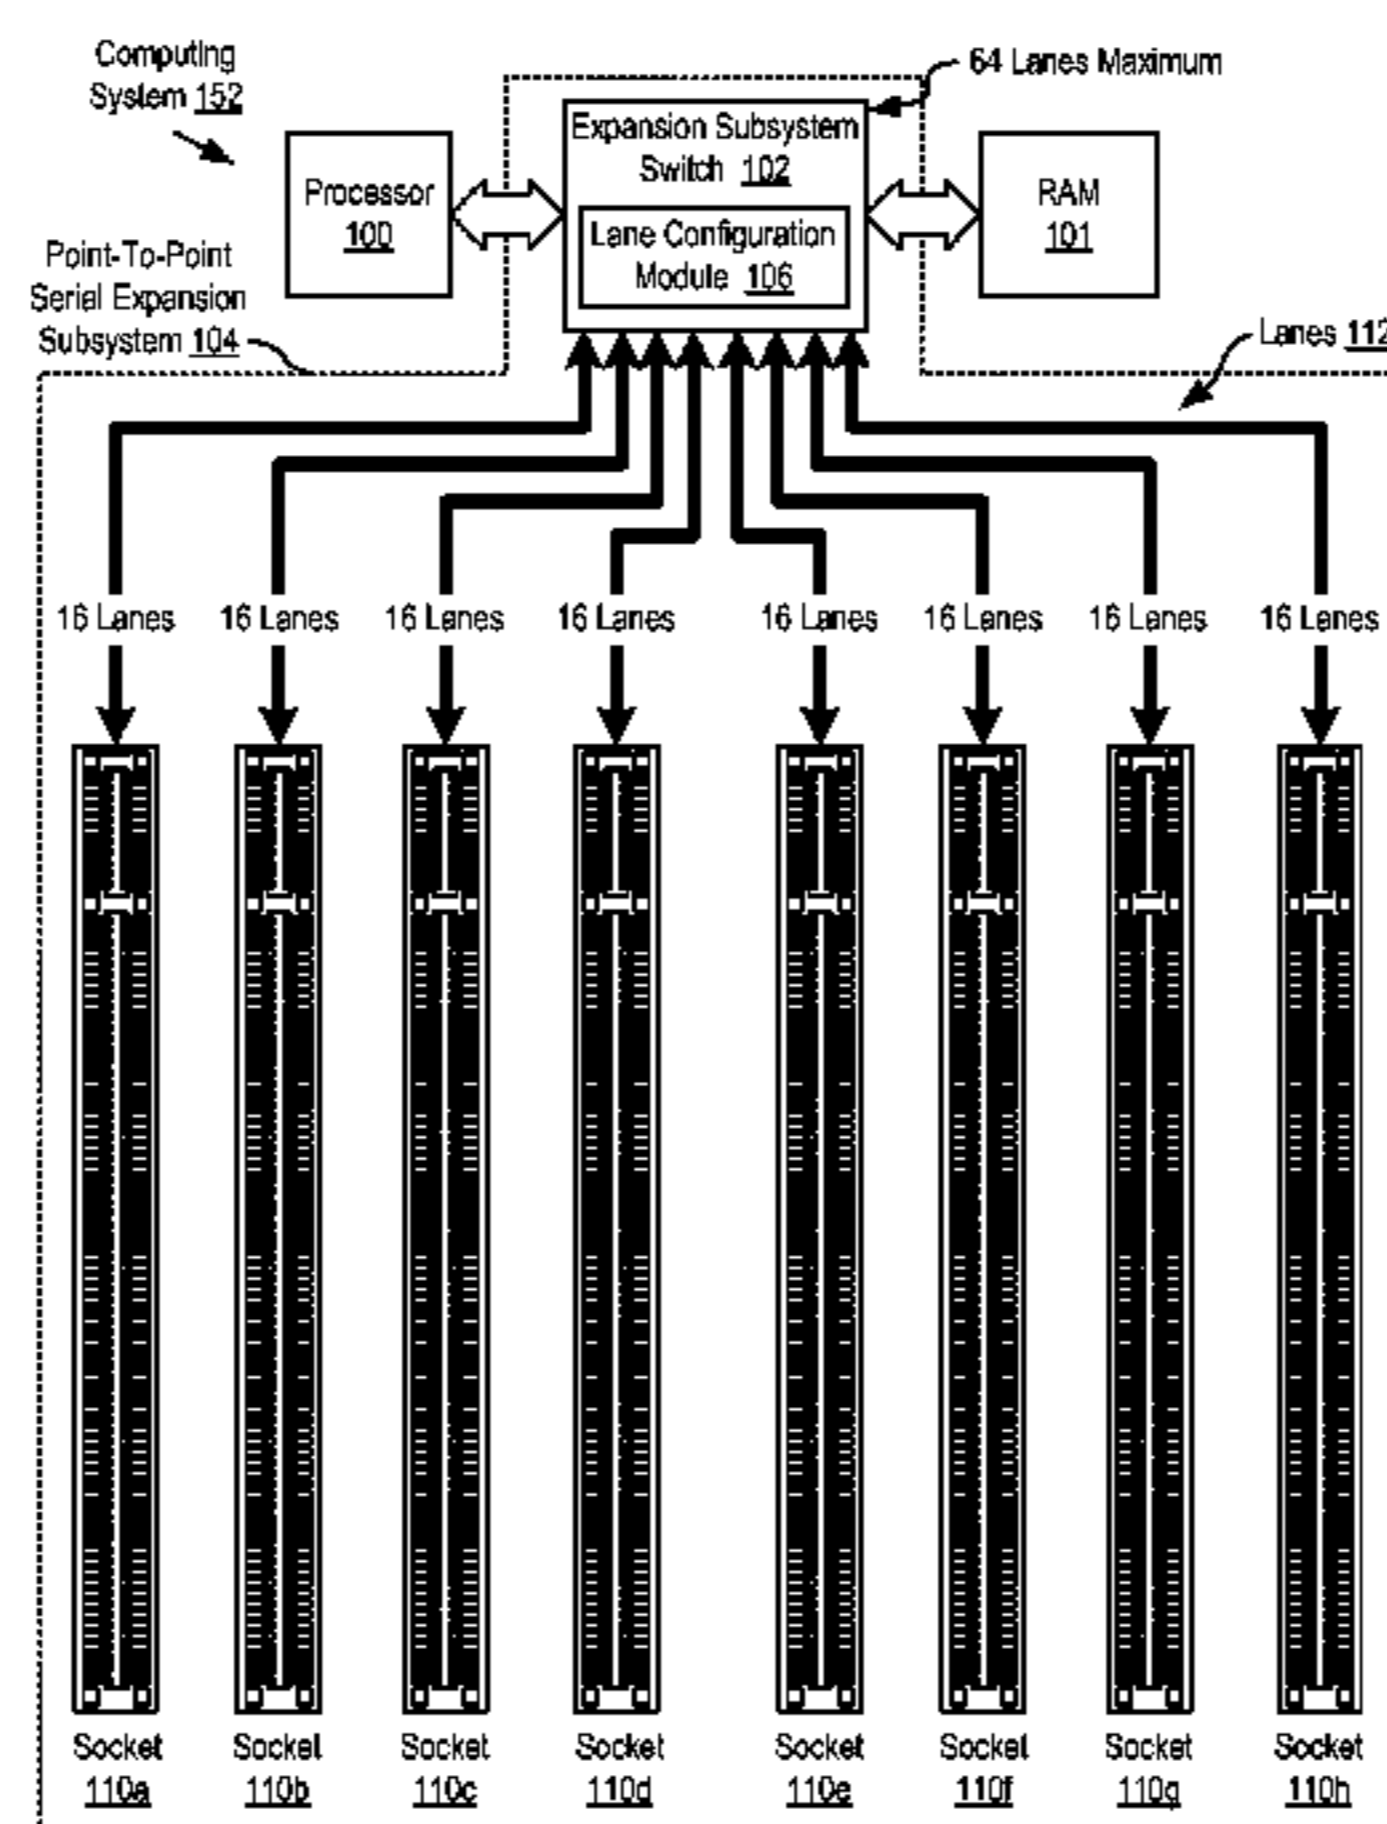 Computing
System 152
64 Lanes Maximum
Expansion Subsystem
Switch 102
Processor
100
RAM
101
Lane Configuration
Module 106
Point-To-Point
Serial Expansion
Subsystem 104
Lanes 112
16 Lanes 16 Lanes 16 Lanes 16 Lanes 16 Lanes 16 Lanes 16 Lanes 16 Lanes
Socket Socket Socket Socket Socket Socket Socket Socket
110a 110b 110c 110d 110e 110f 110g 110h